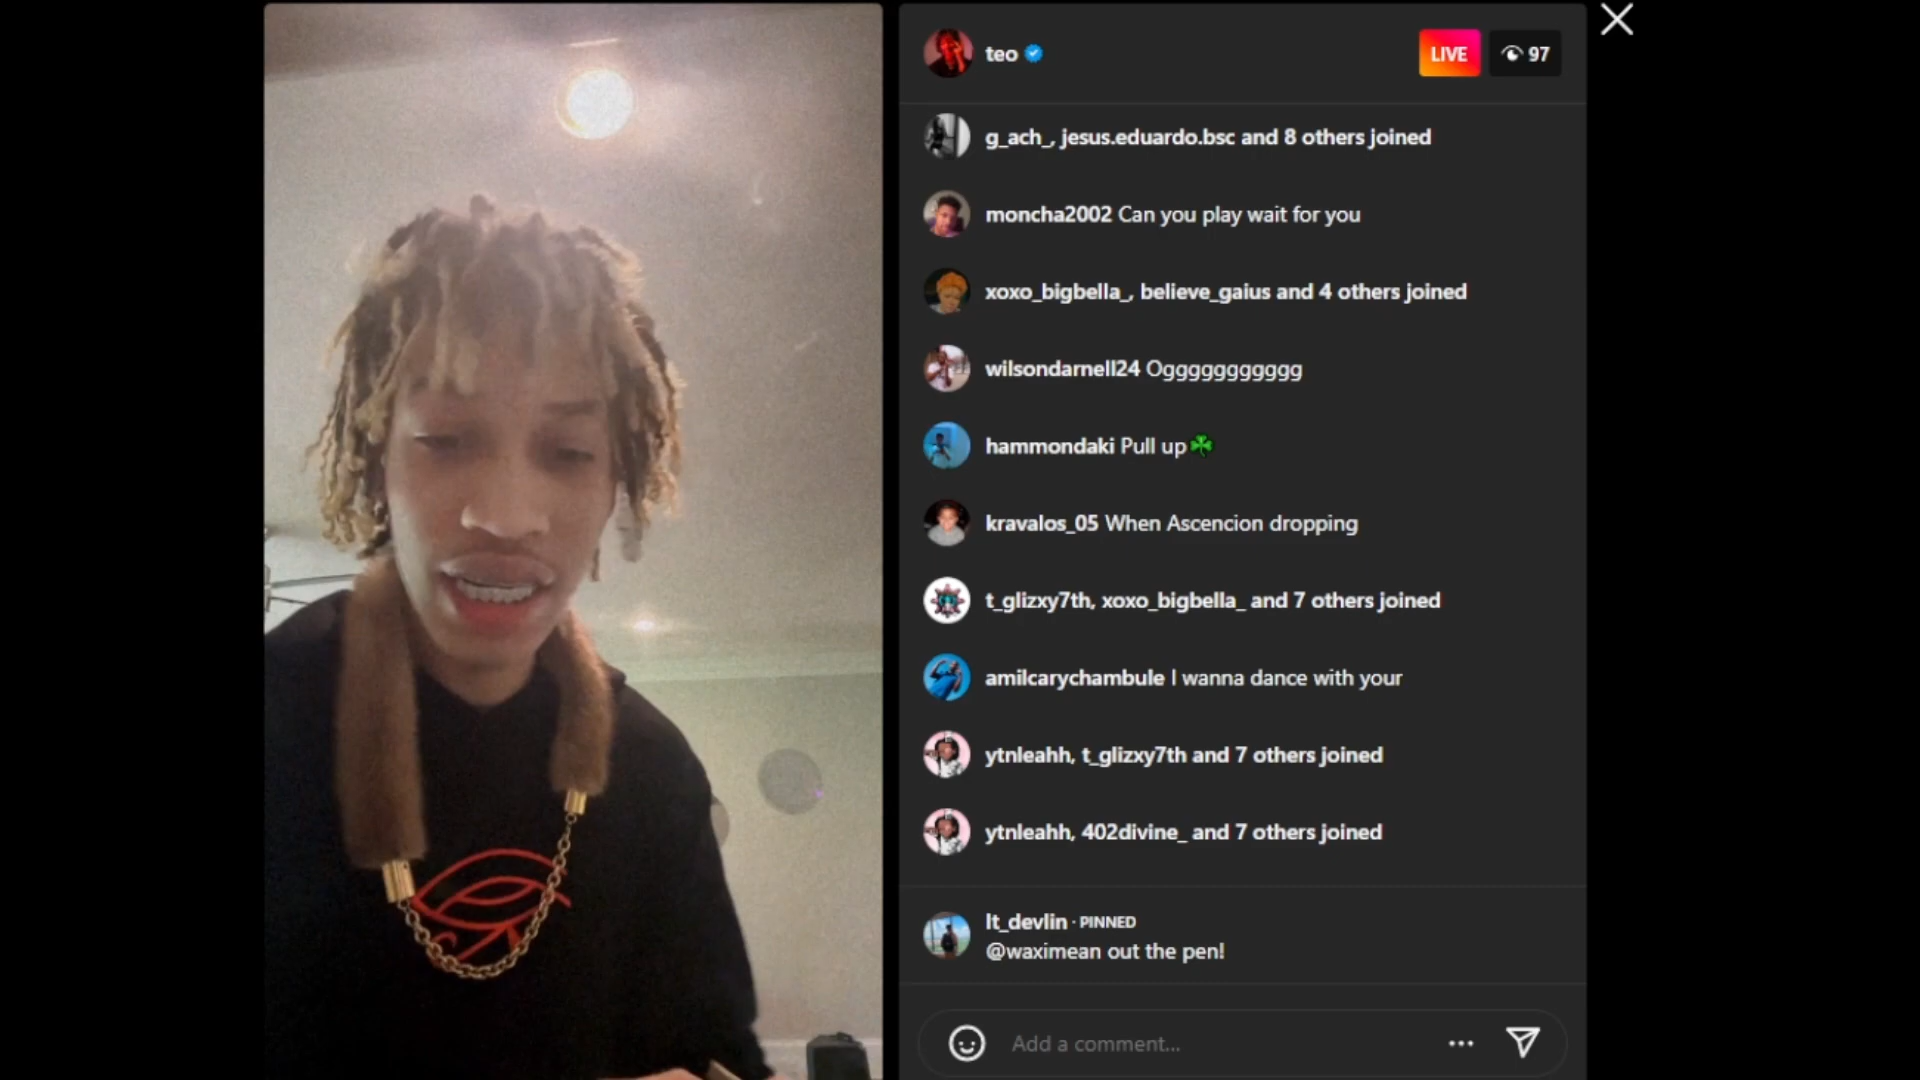 teo
LIVE
97
g_ach_, jesus.eduardo.bsc and 8 others joined
moncha2002 Can you play wait for you
xoxo_bigbella_, believe_gaius and 4 others joined
wilsondarnell24 Oggggggggggg
hammondaki Pull up☘️
kravalos_05 When Ascencion dropping
t_glizxy7th, xoxo_bigbella_ and 7 others joined
amilcarychambule I wanna dance with your
ytnleahh, t_glizxy7th and 7 others joined
ytnleahh, 402divine_ and 7 others joined
lt_devlin · PINNED
@waximean out the pen!
Add a comment...